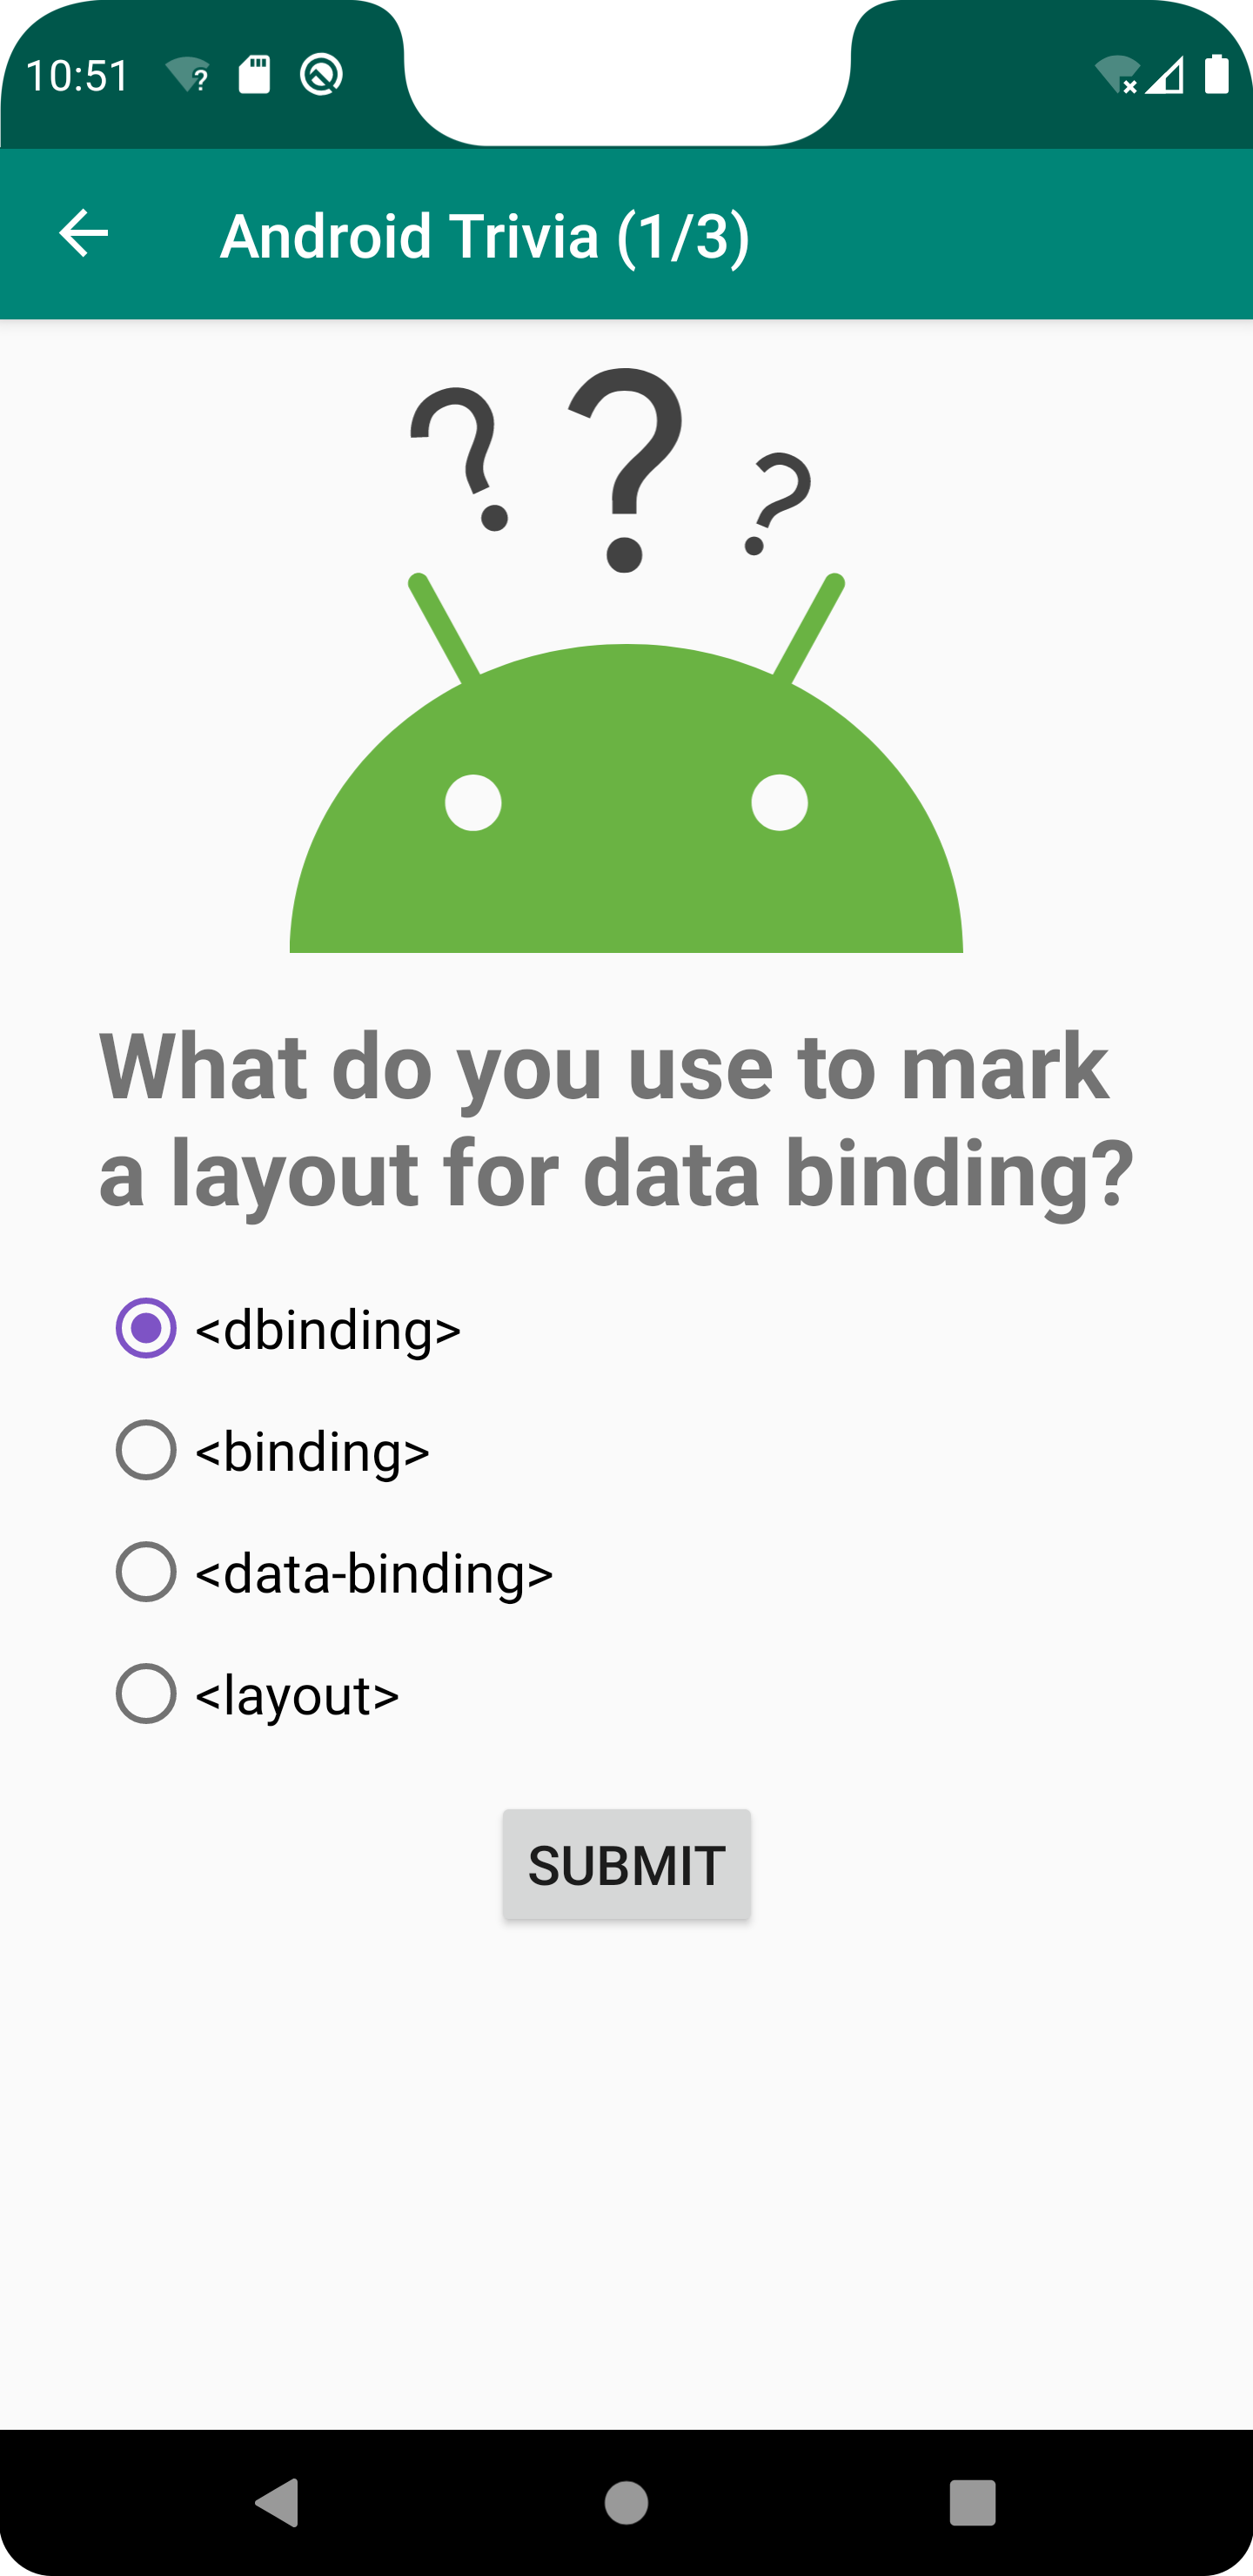 10:51
Android Trivia (1/3)
? ? ?
What do you use to mark
a layout for data binding?
<dbinding>
<binding>
<data-binding>
<layout>
SUBMIT